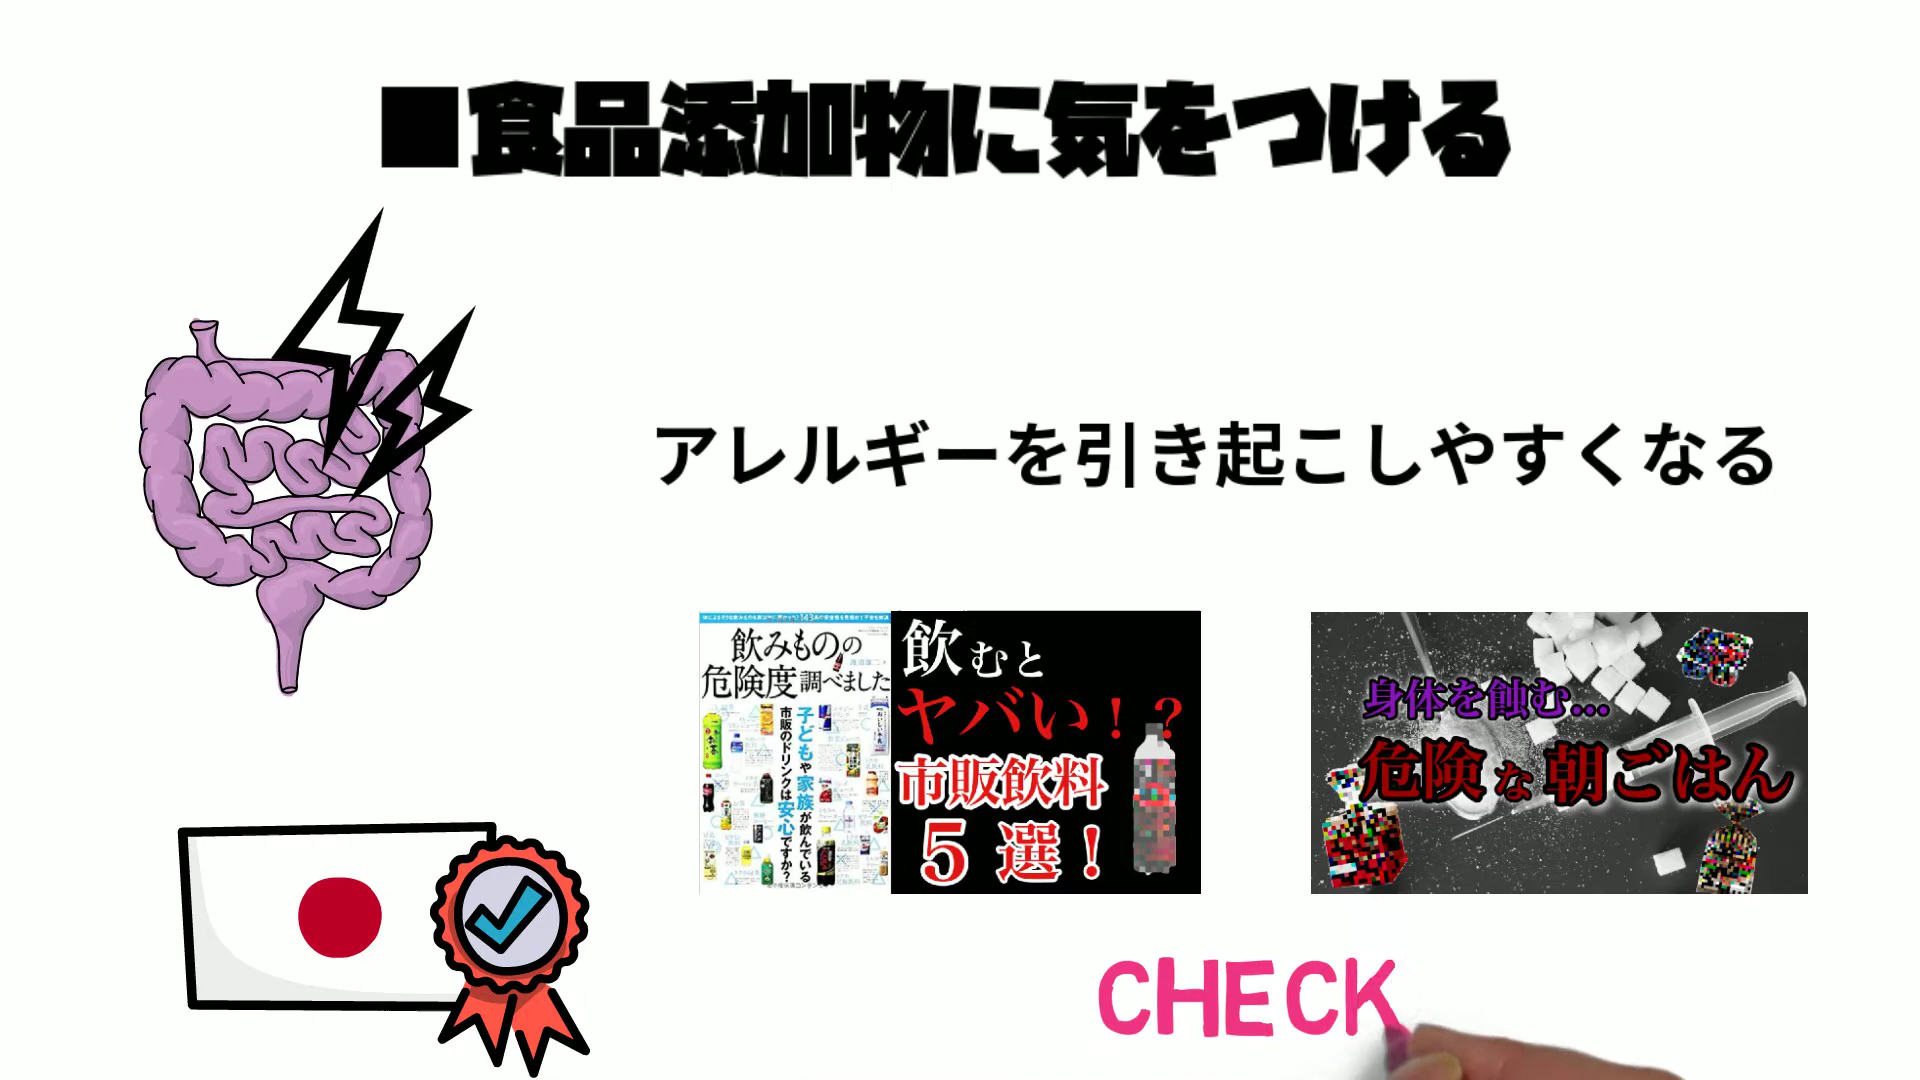 ■食品添加物に気をつける
アレルギーを引き起こしやすくなる
飲みものの
危険度調べました
子どもや家族が飲んでいる
市販のドリンクは安心ですか?
飲むと
ヤバい!?
市販飲料
5選!
身体を蝕む...
危険な朝ごはん
CHECK